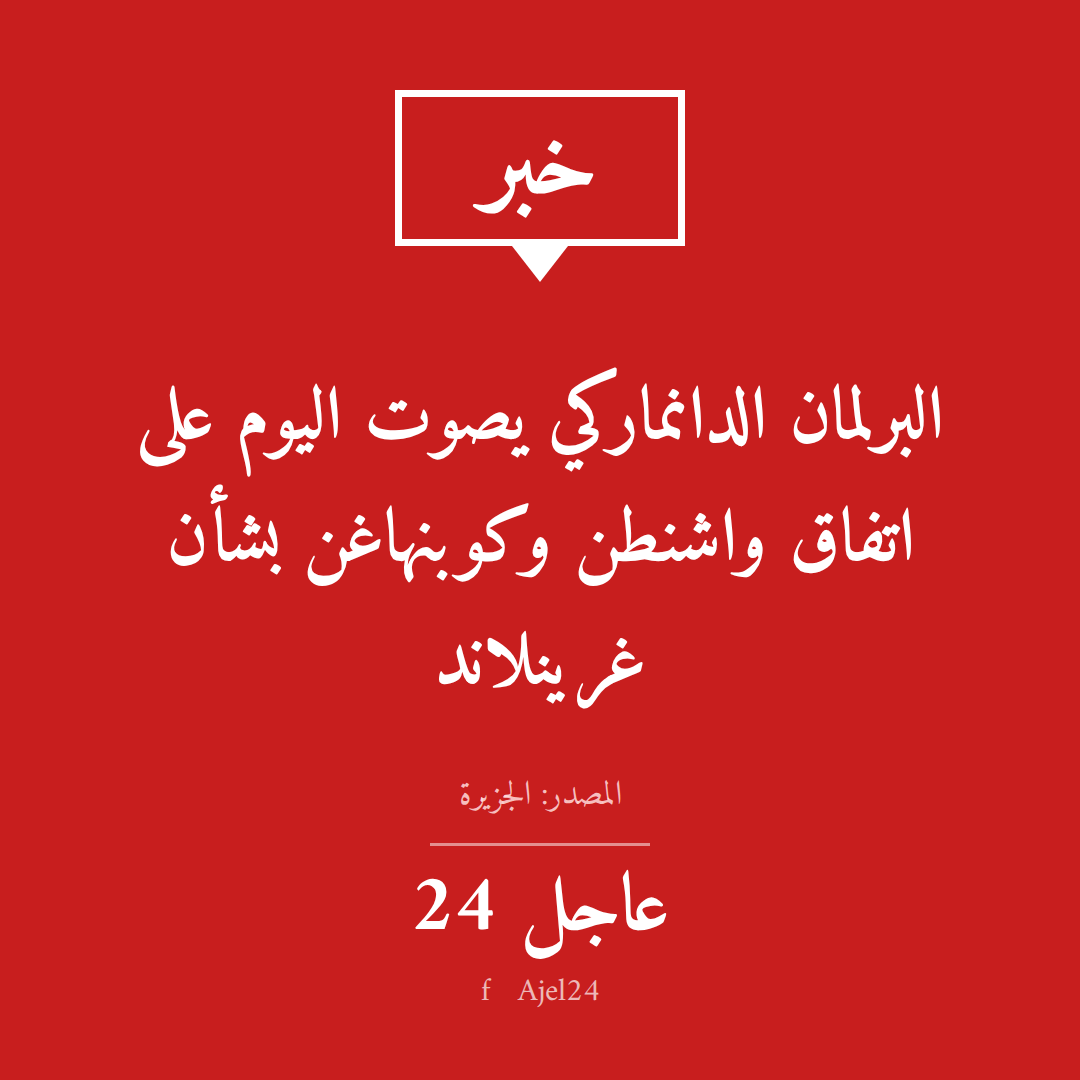 خبر
البرلمان الدانماركي يصوت اليوم على
اتفاق واشنطن وكوبنهاغن بشأن
غرينلاند
المصدر: الجزيرة
عاجل 24
f Ajel24